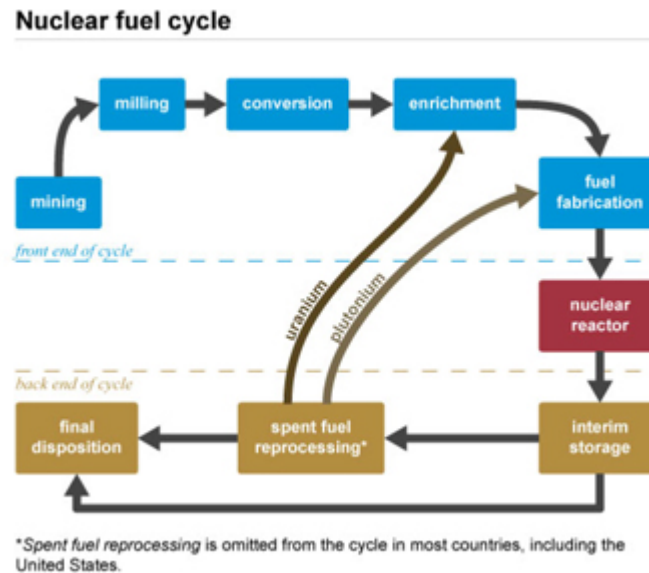 Nuclear fuel cycle
milling
conversion
enrichment
mining
fuel
fabrication
front end of cycle
uranium
plutonium
nuclear
reactor
back end of cycle
final
disposition
spent fuel
reprocessing*
interim
storage
*Spent fuel reprocessing is omitted from the cycle in most countries, including the
United States.